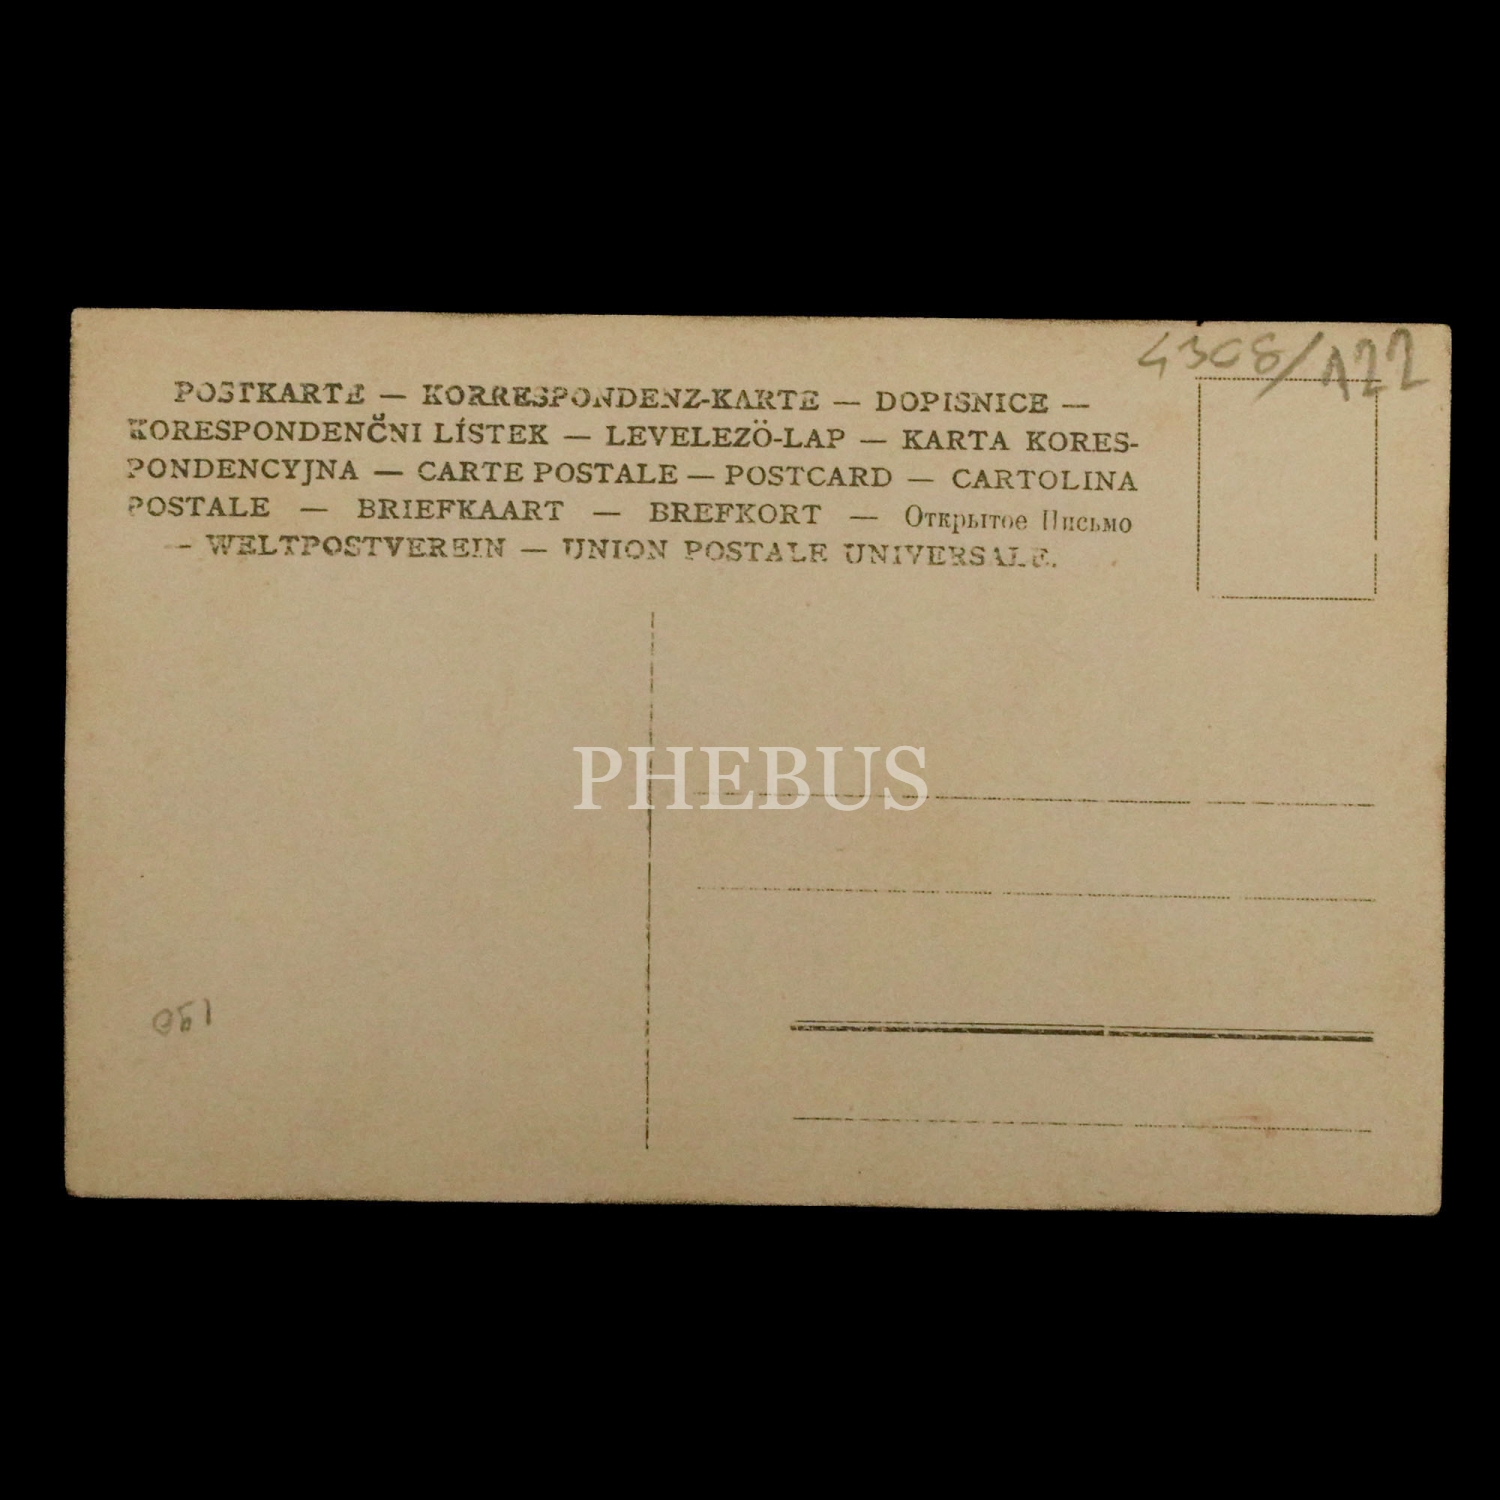 4308/122
POSTKARTE — KORRESPONDENZ-KARTE — DOPISNICE —
KORESPONDENČNI LÍSTEK — LEVELEZÖ-LAP — KARTA KORES-
PONDENCYJNA — CARTE POSTALE — POSTCARD — CARTOLINA
POSTALE — BRIEFKAART — BREFKORT — Открытое Письмо
— WELTPOSTVEREIN — UNION POSTALE UNIVERSALE.
PHEBUS